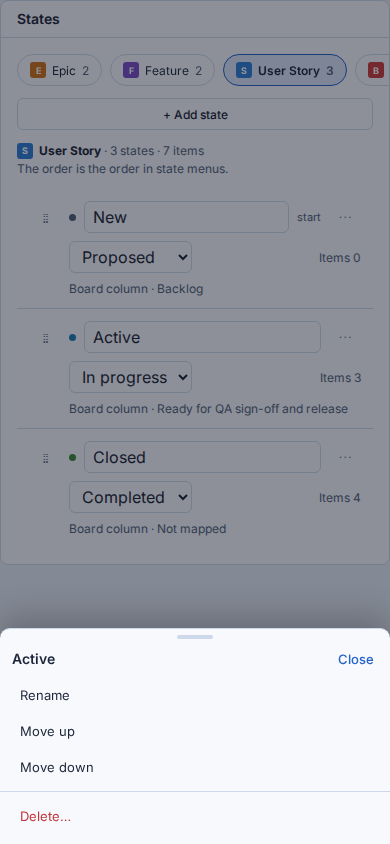 States
E Epic 2 F Feature 2 S User Story 3 B
+ Add state
S User Story · 3 states · 7 items
The order is the order in state menus.
New start ...
Proposed Items 0
Board column · Backlog
Active ...
In progress Items 3
Board column · Ready for QA sign-off and release
Closed ...
Completed Items 4
Board column · Not mapped
Active Close
Rename
Move up
Move down
Delete...